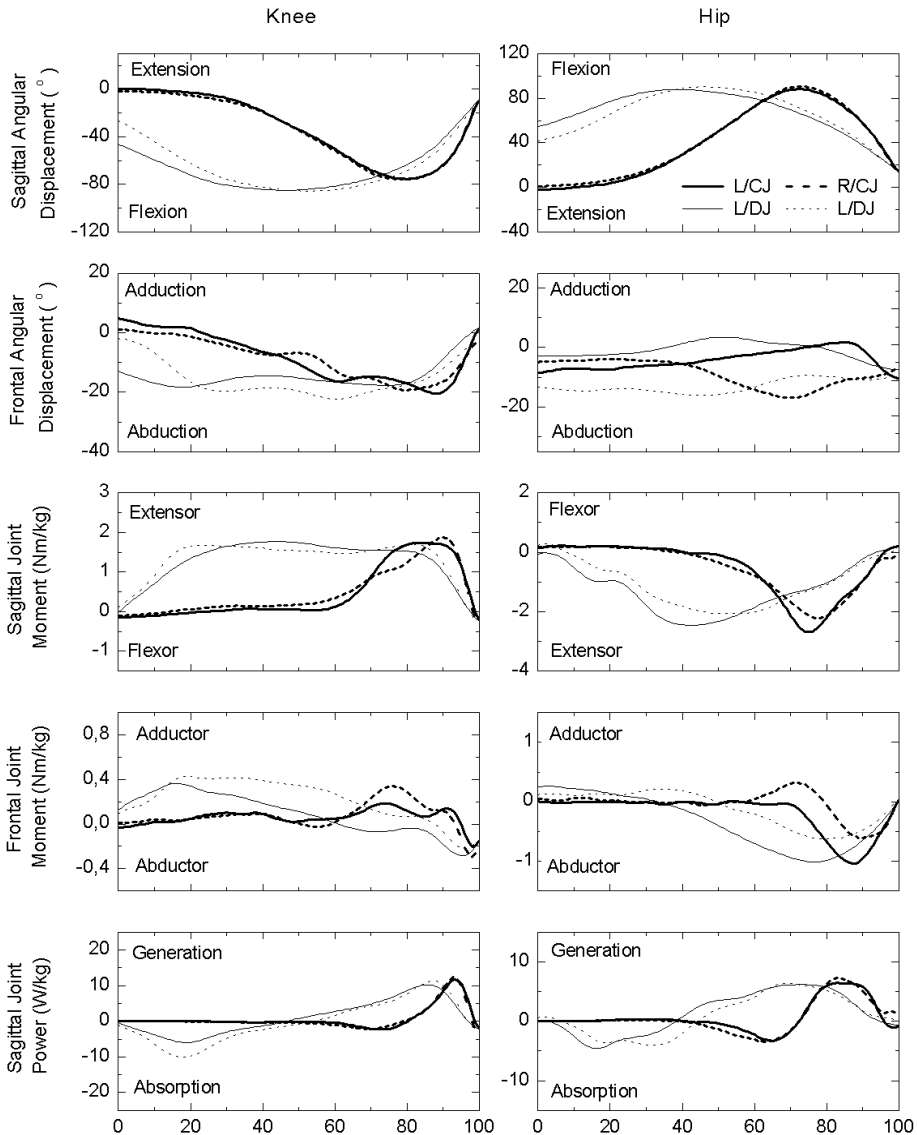 Knee
Hip
Sagittal Angular
Displacement ( ° )
Extension
Flexion
0
-40
-80
-120
Flexion
Extension
120
80
40
0
-40
L/CJ R/CJ
L/DJ L/DJ
Frontal Angular
Displacement ( ° )
Adduction
Abduction
20
0
-20
-40
Adduction
Abduction
20
0
-20
Sagittal Joint
Moment (Nm/kg)
Extensor
Flexor
3
2
1
0
-1
Flexor
Extensor
2
0
-2
-4
Frontal Joint
Moment (Nm/kg)
Adductor
Abductor
0,8
0,4
0,0
-0,4
Adductor
Abductor
1
0
-1
Sagittal Joint
Power (W/kg)
Generation
Absorption
20
10
0
-10
-20
Generation
Absorption
10
0
-10
0 20 40 60 80 100
0 20 40 60 80 100